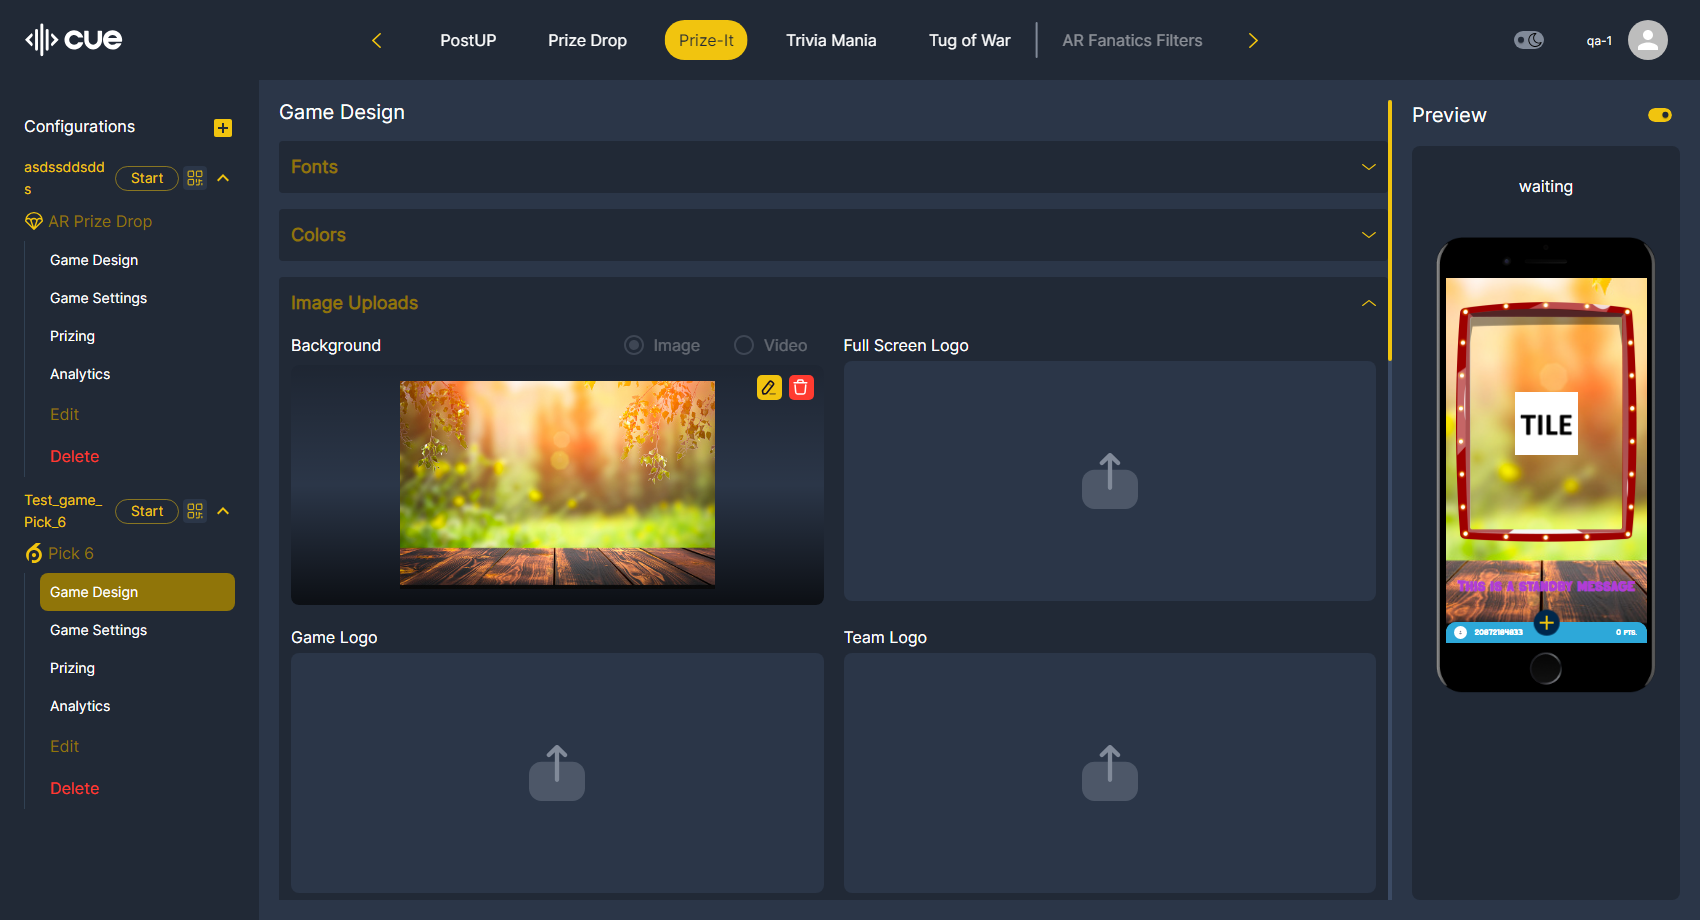 cue
PostUP
Prize Drop
Prize-It
Trivia Mania
Tug of War
AR Fanatics Filters
qa-1
Configurations
asdssddsdd
s
Start
AR Prize Drop
Game Design
Game Settings
Prizing
Analytics
Edit
Delete
Test_game_
Pick_6
Start
Pick 6
Game Design
Game Settings
Prizing
Analytics
Edit
Delete
Game Design
Fonts
Colors
Image Uploads
Background
Image
Video
Full Screen Logo
Game Logo
Team Logo
Preview
waiting
TILE
This is a standby message
20872184833
0 PTS.